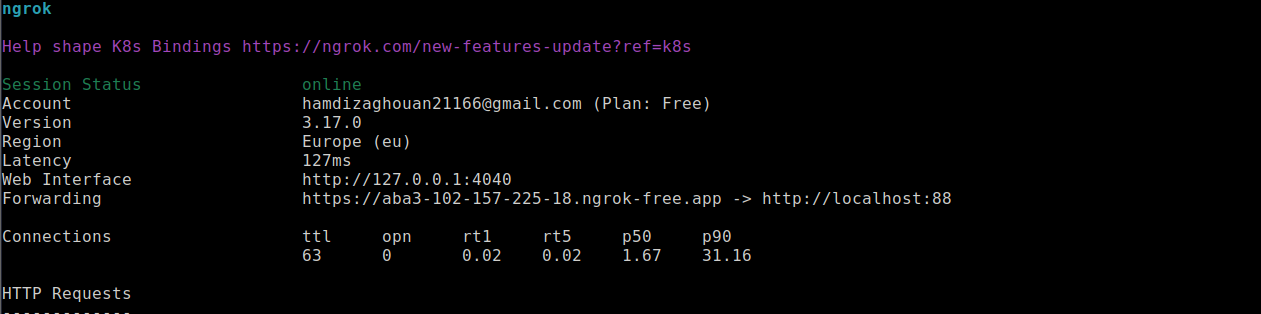 ngrok
Help shape K8s Bindings https://ngrok.com/new-features-update?ref=k8s
Session Status online
Account hamdizaghouan21166@gmail.com (Plan: Free)
Version 3.17.0
Region Europe (eu)
Latency 127ms
Web Interface http://127.0.0.1:4040
Forwarding https://aba3-102-157-225-18.ngrok-free.app -> http://localhost:88
Connections ttl opn rt1 rt5 p50 p90
63 0 0.02 0.02 1.67 31.16
HTTP Requests
-------------